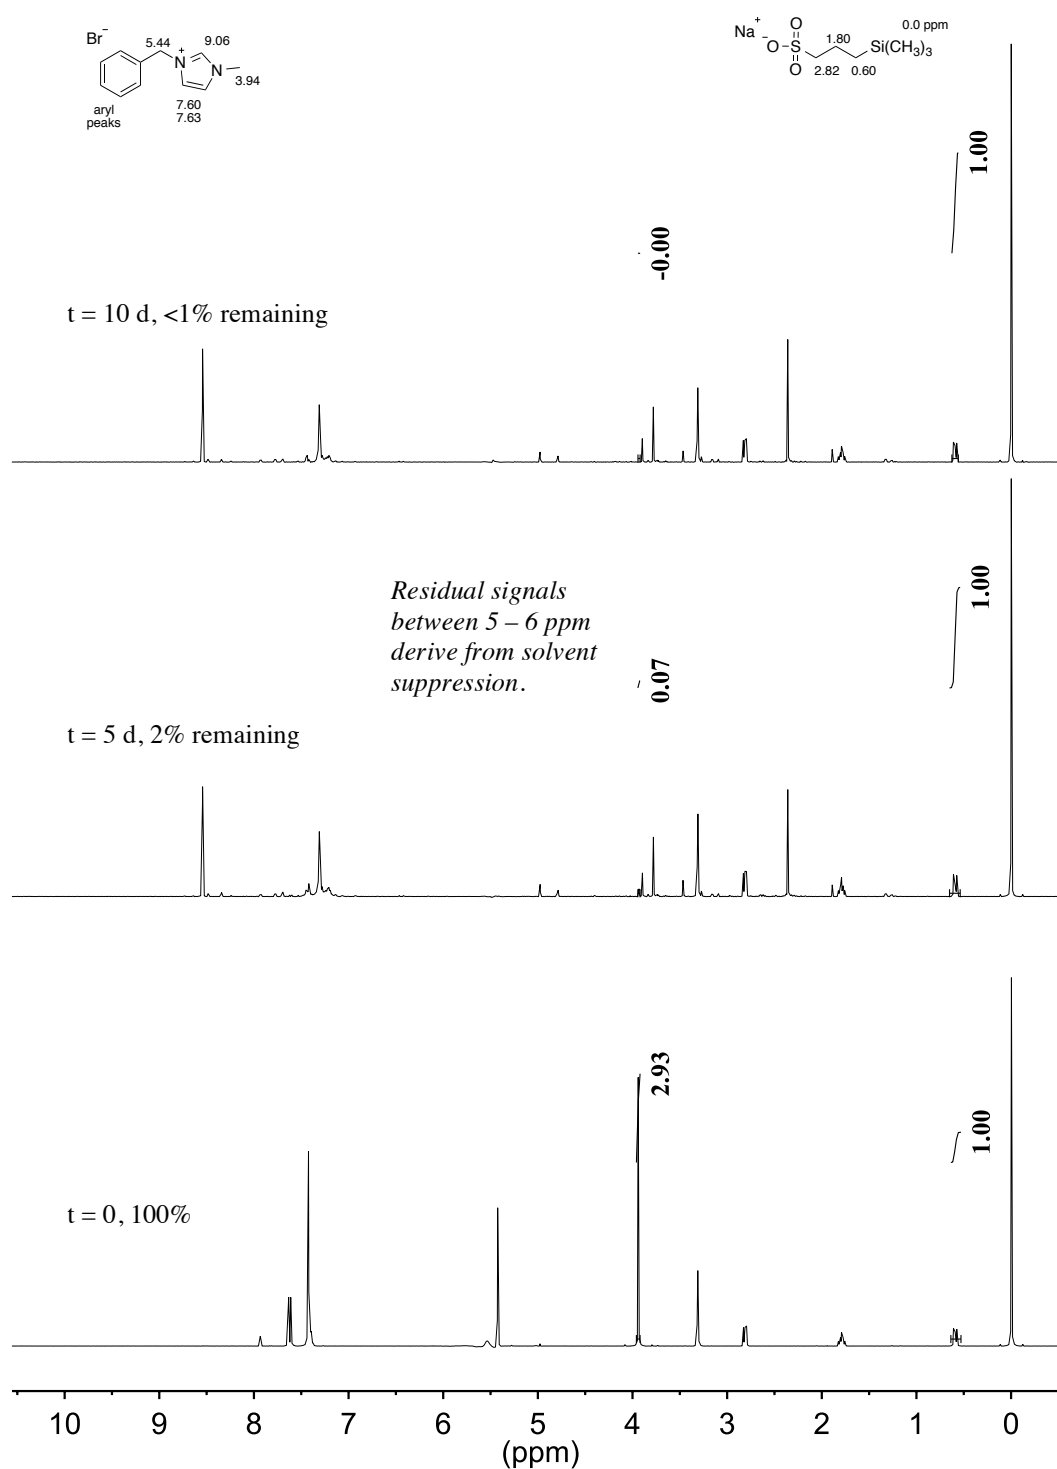 Br⁻
5.44
9.06
N⁺
N
3.94
7.60
7.63
aryl
peaks
Na⁺
⁻O
S
O
O
1.80
2.82
0.60
0.0 ppm
Si(CH₃)₃
1.00
-0.00
t = 10 d, <1% remaining
1.00
Residual signals
between 5 – 6 ppm
derive from solvent
suppression.
0.07
t = 5 d, 2% remaining
2.93
1.00
t = 0, 100%
10 9 8 7 6 5 4 3 2 1 0
(ppm)